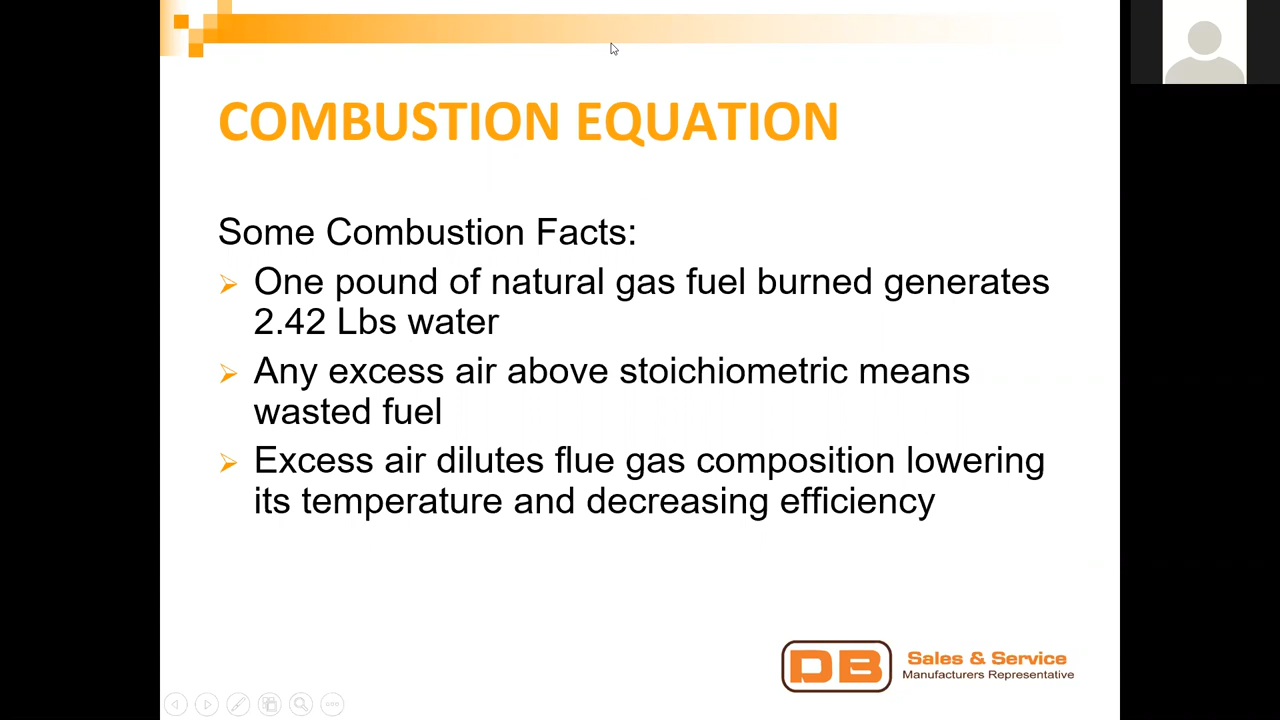 COMBUSTION EQUATION
Some Combustion Facts:
One pound of natural gas fuel burned generates
2.42 Lbs water
Any excess air above stoichiometric means
wasted fuel
Excess air dilutes flue gas composition lowering
its temperature and decreasing efficiency
DB
Sales & Service
Manufacturers Representative